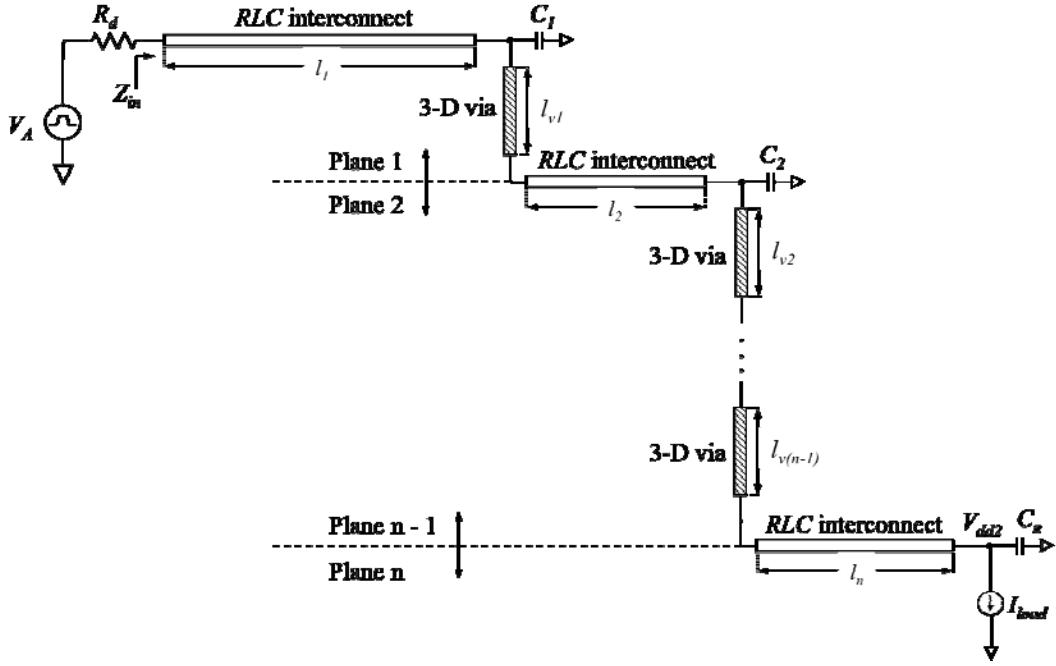 R_d
RLC interconnect
C_1
l_1
Z_in
V_A
3-D via
l_v1
Plane 1
Plane 2
RLC interconnect
C_2
l_2
3-D via
l_v2
3-D via
l_v(n-1)
Plane n - 1
Plane n
RLC interconnect
V_dd2
C_n
l_n
I_load